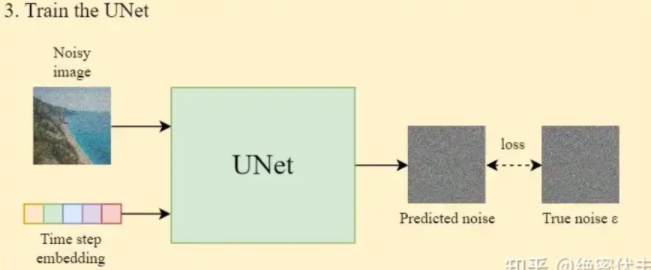 3. Train the UNet
Noisy
image
UNet
loss
Predicted noise
True noise ε
Time step
embedding
知乎 @绝密伏击